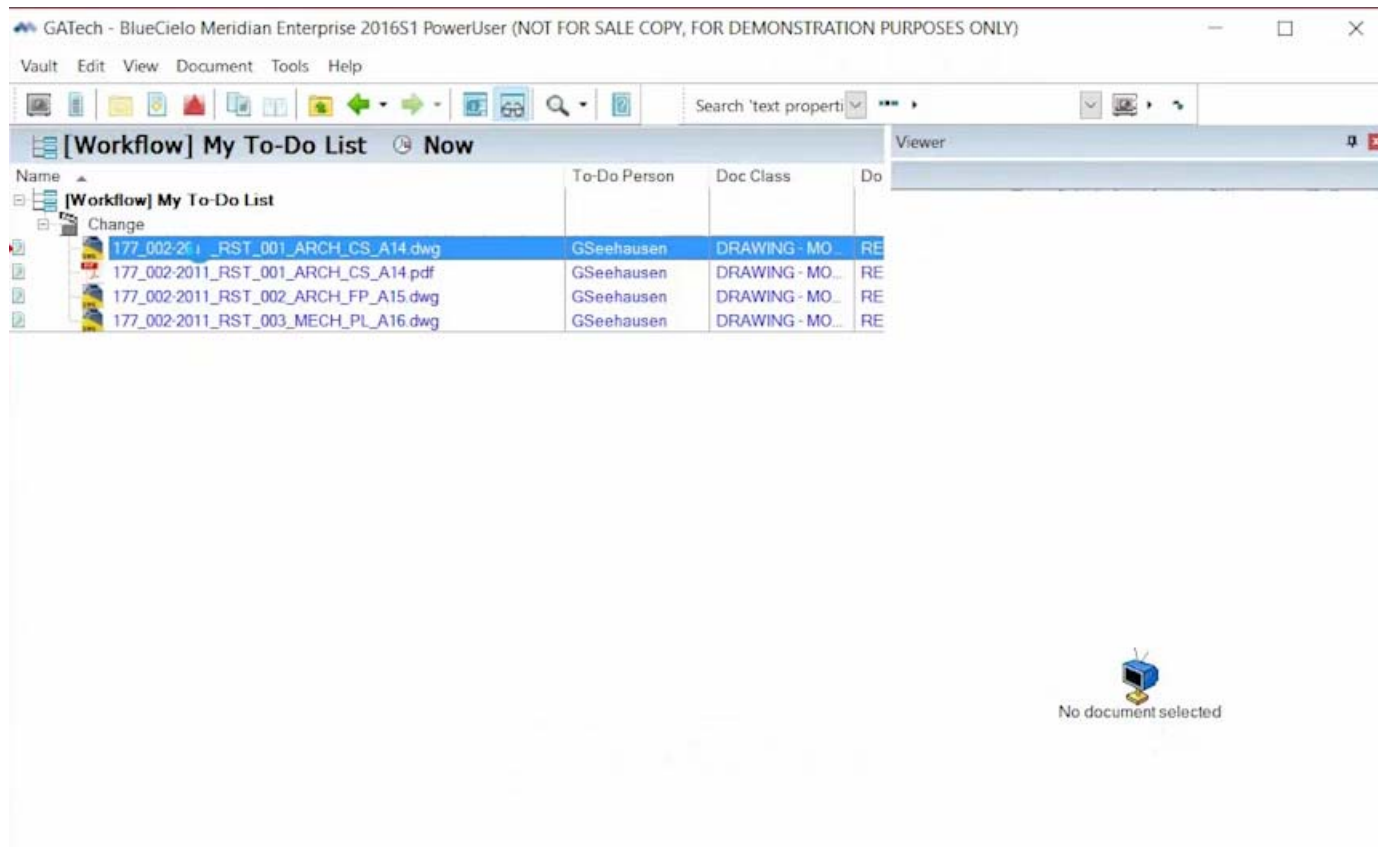 GATech - BlueCielo Meridian Enterprise 2016S1 PowerUser (NOT FOR SALE COPY, FOR DEMONSTRATION PURPOSES ONLY)
Vault Edit View Document Tools Help
Search 'text properti
[Workflow] My To-Do List Now
Viewer
Name To-Do Person Doc Class Do
[Workflow] My To-Do List
Change
_RST_001_ARCH_CS_A14.dwg GSeehausen DRAWING - MO... RE
177_002-2011_RST_001_ARCH_CS_A14.pdf GSeehausen DRAWING - MO... RE
177_002-2011_RST_002_ARCH_FP_A15.dwg GSeehausen DRAWING - MO... RE
177_002-2011_RST_003_MECH_PL_A16.dwg GSeehausen DRAWING - MO... RE
No document selected